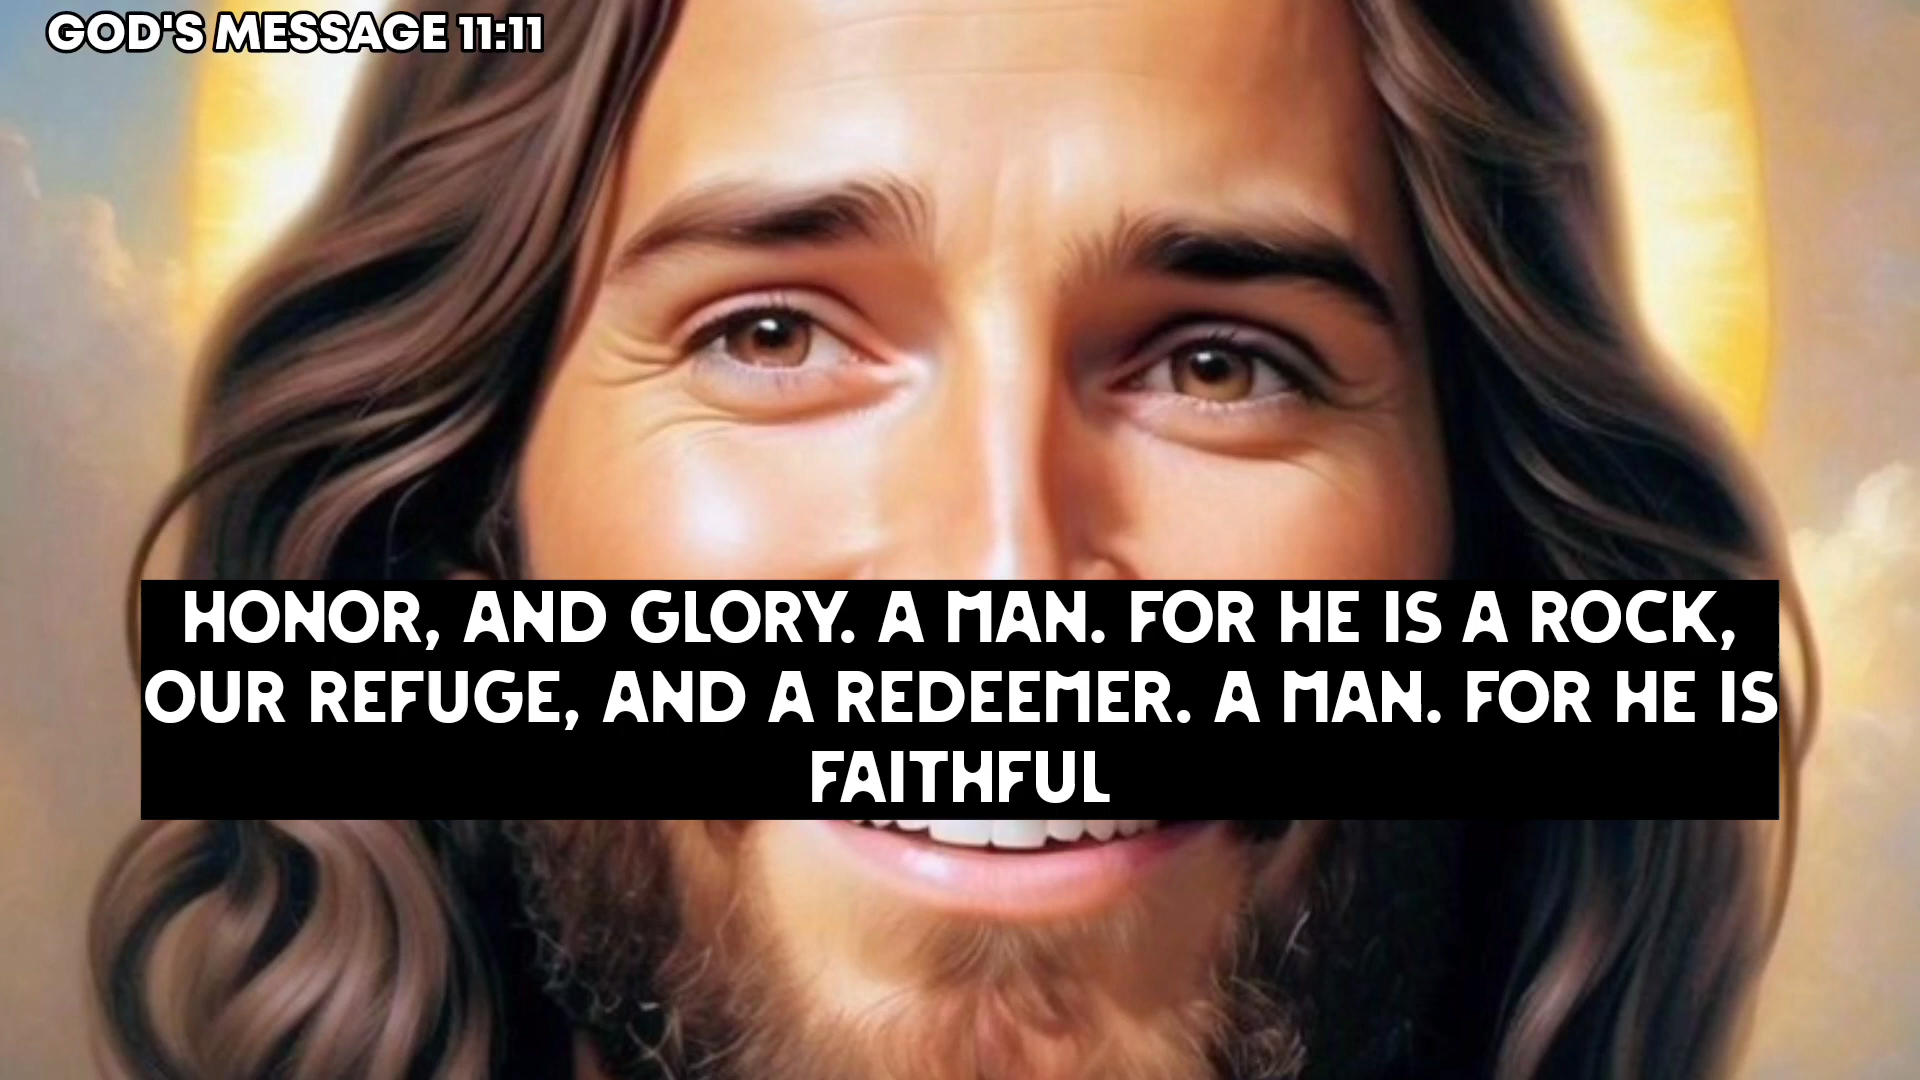 GOD'S MESSAGE 11:11
HONOR, AND GLORY. A MAN. FOR HE IS A ROCK,
OUR REFUGE, AND A REDEEMER. A MAN. FOR HE IS
FAITHFUL